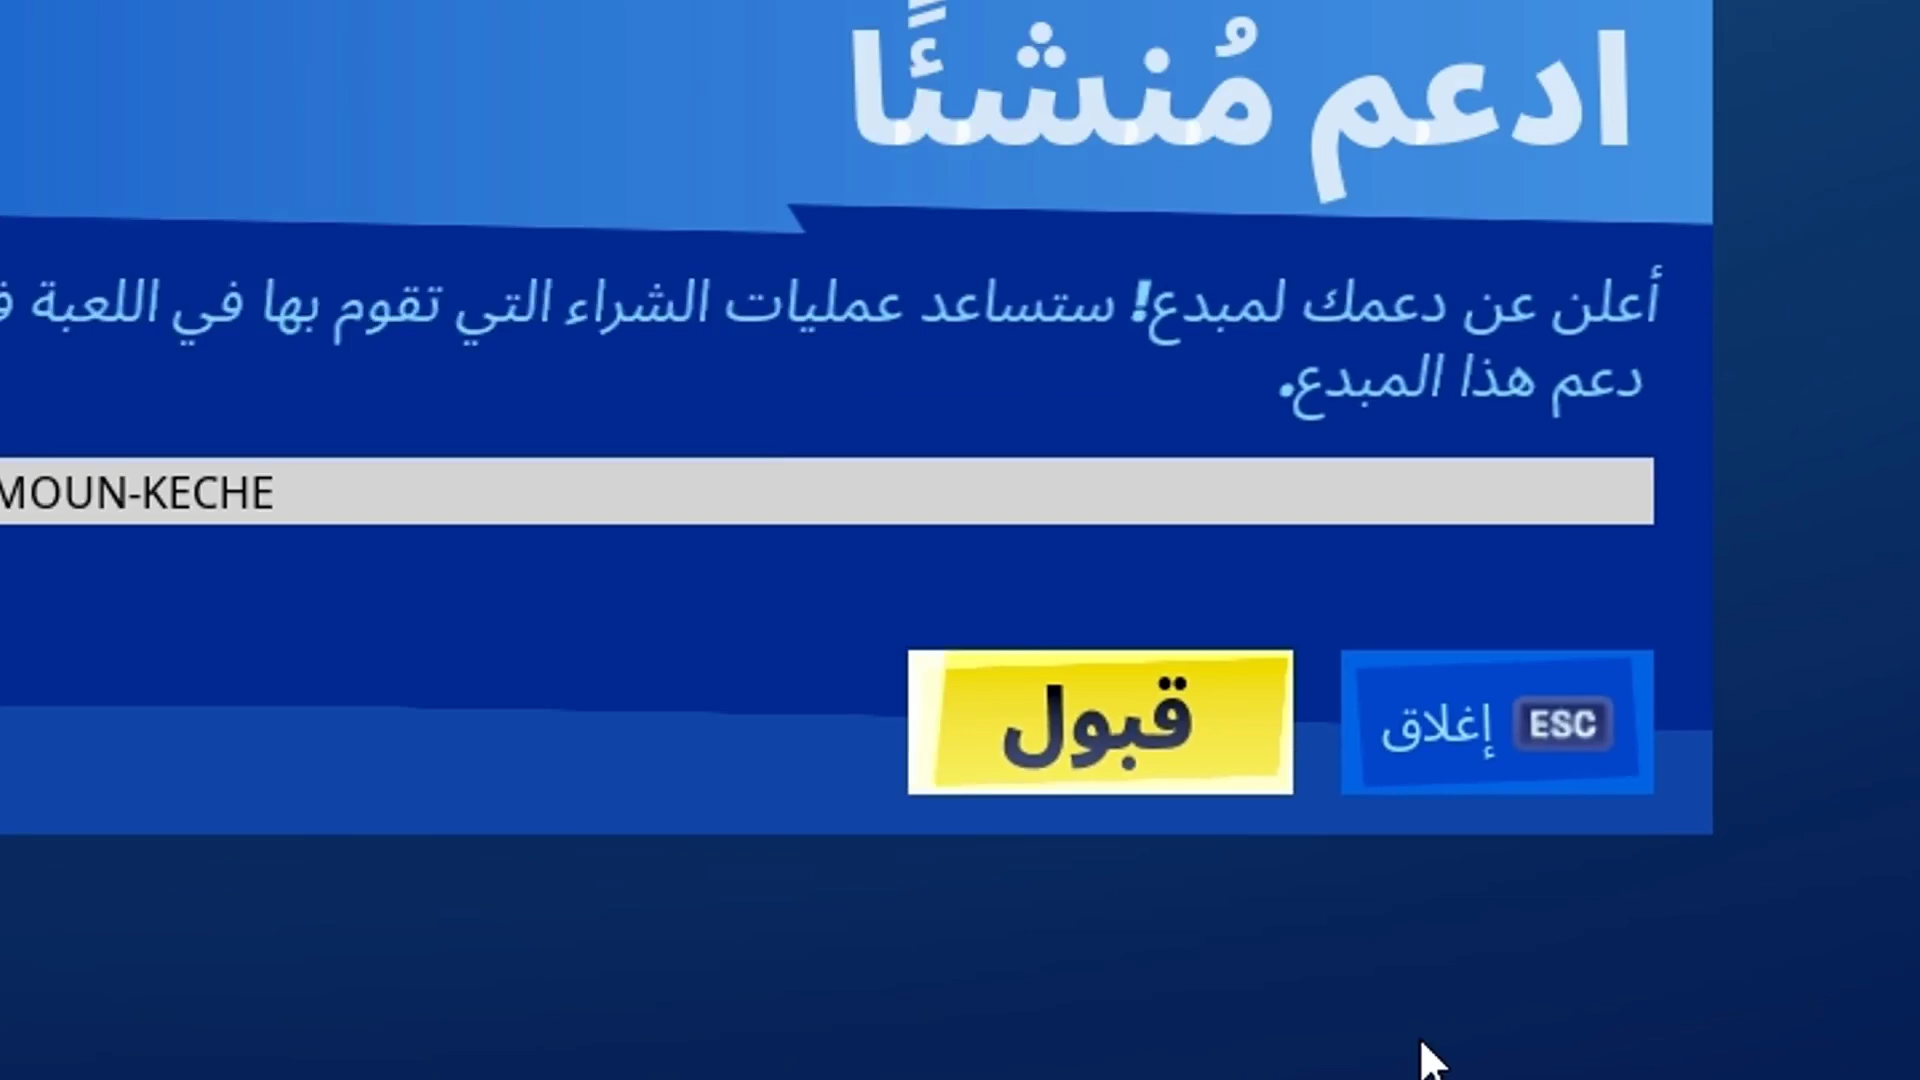 ادعم مُنشئًا
أعلن عن دعمك لمبدع! ستساعد عمليات الشراء التي تقوم بها في اللعبة
دعم هذا المبدع.
MOUN-KECHE
قبول
ESC إغلاق